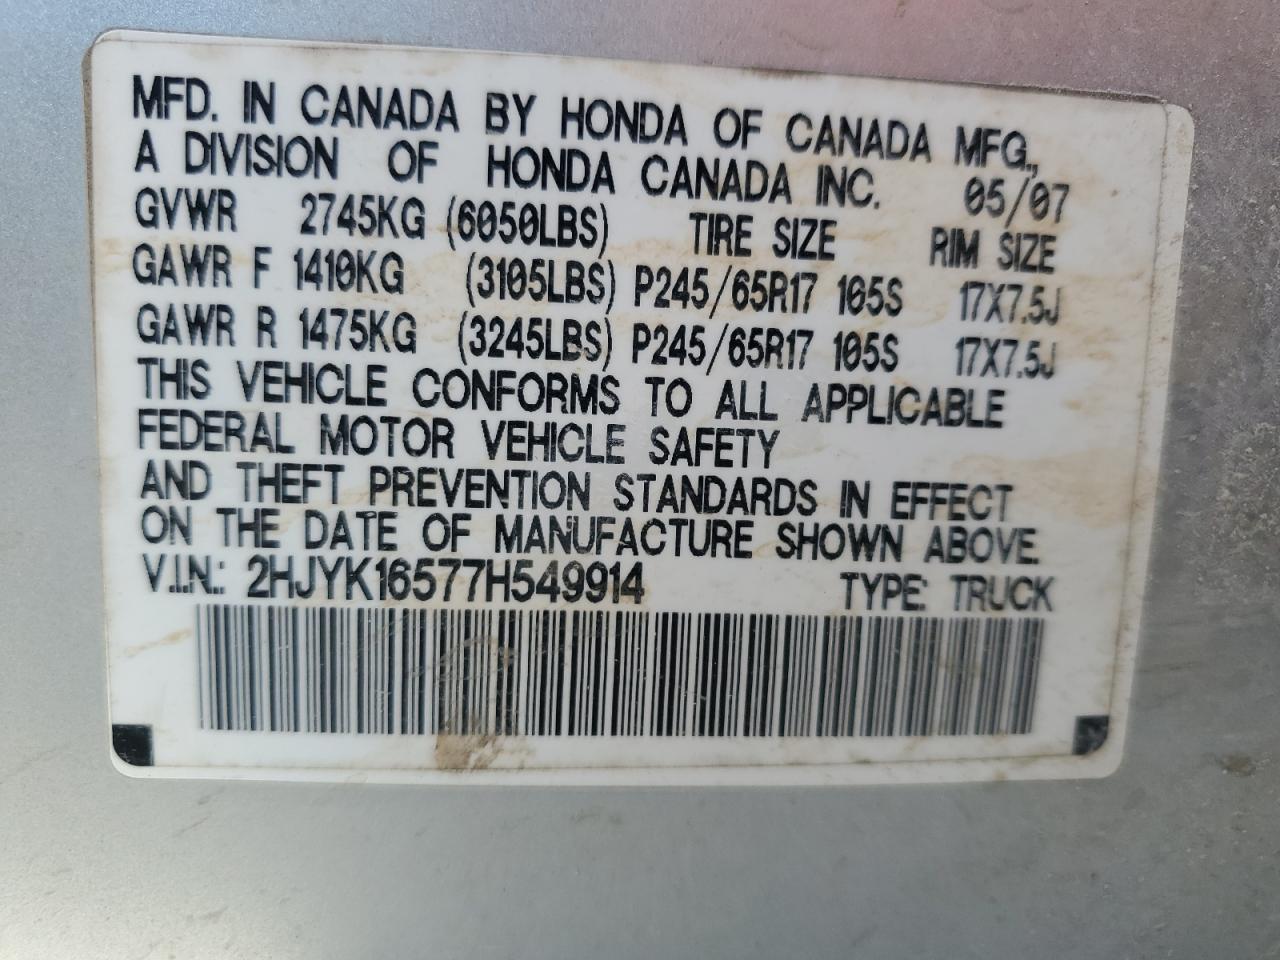 MFD. IN CANADA BY HONDA OF CANADA MFG.,
A DIVISION OF HONDA CANADA INC. 05/07
GVWR 2745KG (6050LBS) TIRE SIZE RIM SIZE
GAWR F 1410KG (3105LBS) P245/65R17 105S 17X7.5J
GAWR R 1475KG (3245LBS) P245/65R17 105S 17X7.5J
THIS VEHICLE CONFORMS TO ALL APPLICABLE
FEDERAL MOTOR VEHICLE SAFETY
AND THEFT PREVENTION STANDARDS IN EFFECT
ON THE DATE OF MANUFACTURE SHOWN ABOVE.
V.I.N.: 2HJYK16577H549914 TYPE: TRUCK